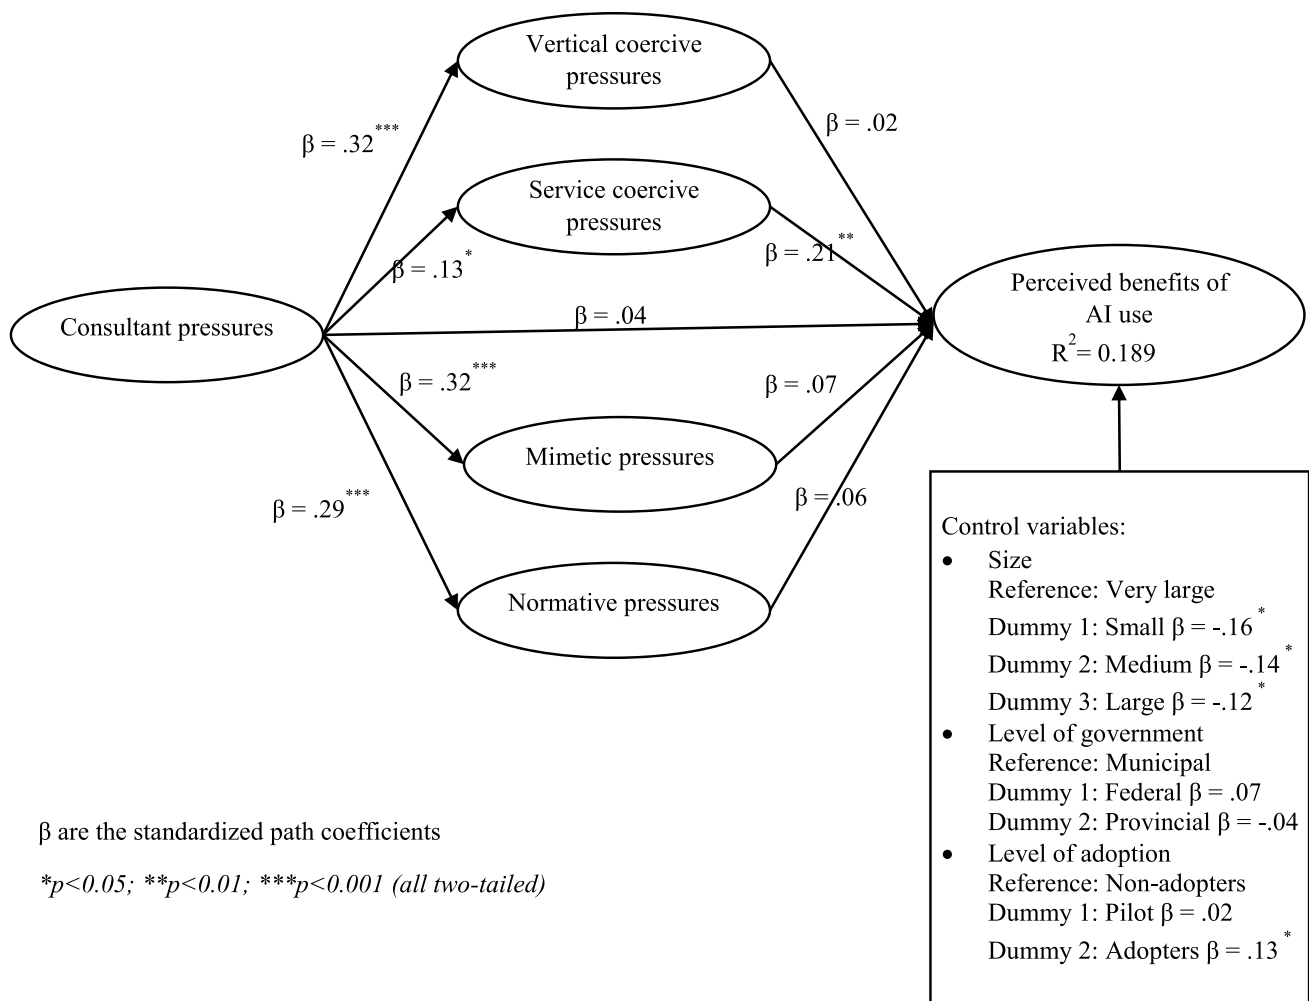 Vertical coercive
pressures
β = .32***
β = .02
Service coercive
pressures
β = .13*
β = .21**
Consultant pressures
β = .04
Perceived benefits of
AI use
R²= 0.189
β = .32***
β = .07
Mimetic pressures
β = .29***
β = .06
Normative pressures
Control variables:
• Size
Reference: Very large
Dummy 1: Small β = -.16*
Dummy 2: Medium β = -.14*
Dummy 3: Large β = -.12*
• Level of government
Reference: Municipal
Dummy 1: Federal β = .07
Dummy 2: Provincial β = -.04
• Level of adoption
Reference: Non-adopters
Dummy 1: Pilot β = .02
Dummy 2: Adopters β = .13*
β are the standardized path coefficients
*p<0.05; **p<0.01; ***p<0.001 (all two-tailed)